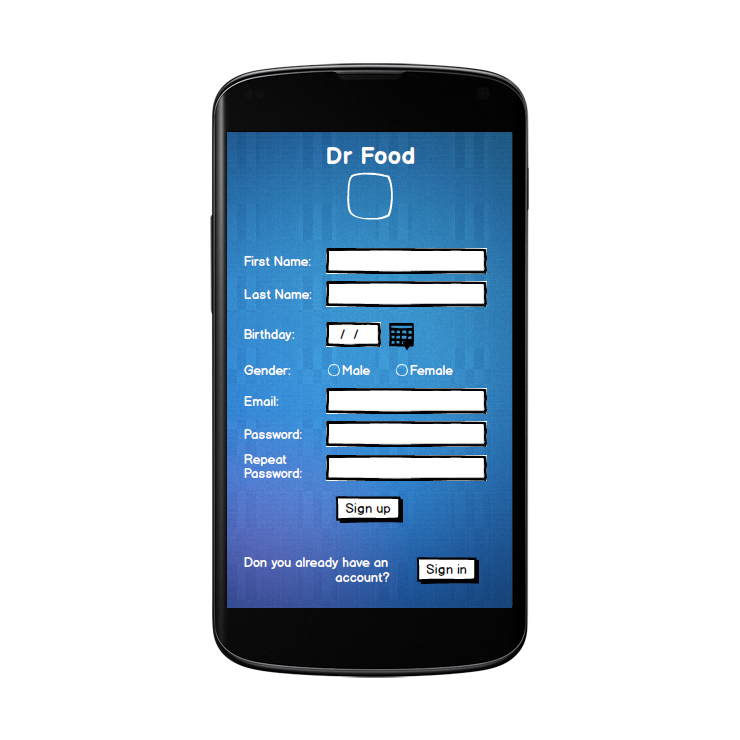 Dr Food
First Name:
Last Name:
Birthday: / /
Gender: Male Female
Email:
Password:
Repeat
Password:
Sign up
Don you already have an
account?
Sign in